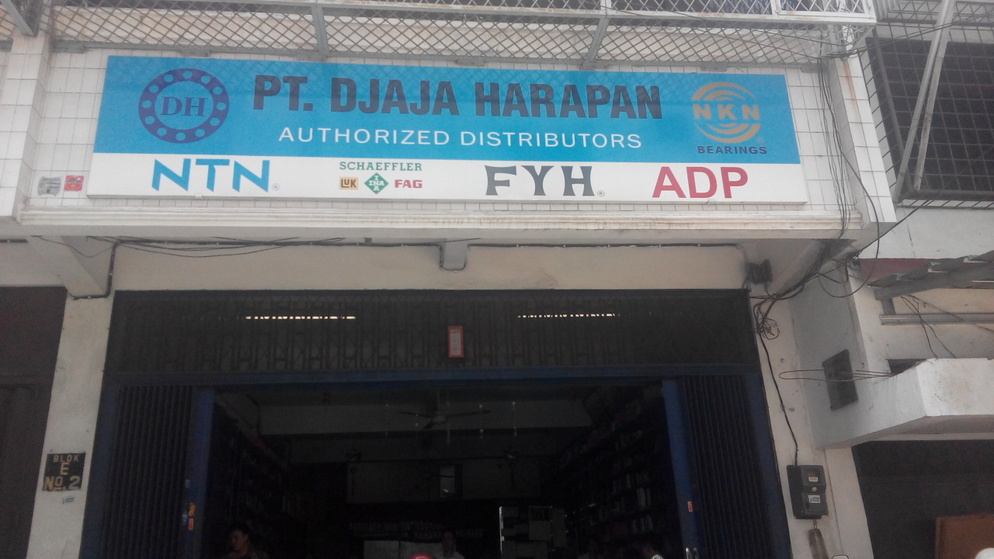 DH
PT. DJAJA HARAPAN
AUTHORIZED DISTRIBUTORS
NKN
BEARINGS
NTN
SCHAEFFLER
LUK INA FAG
FYH
ADP
BLOK
E
NO. 2